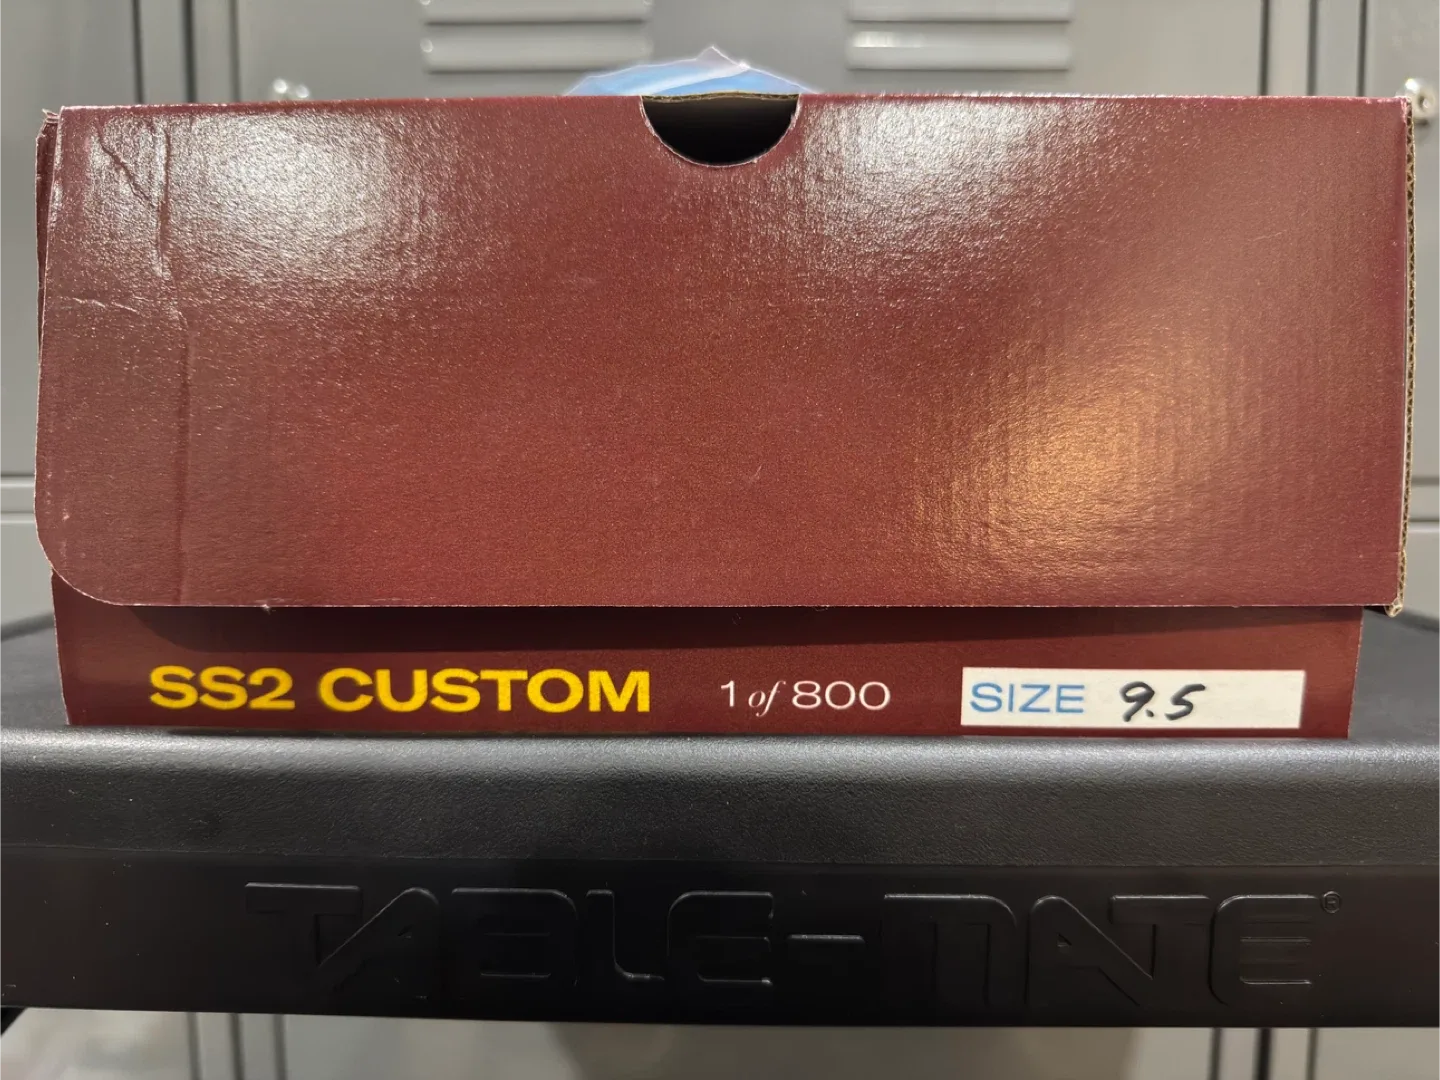 SS2 CUSTOM 1 of 800 SIZE 9.5
TABLE-MATE®